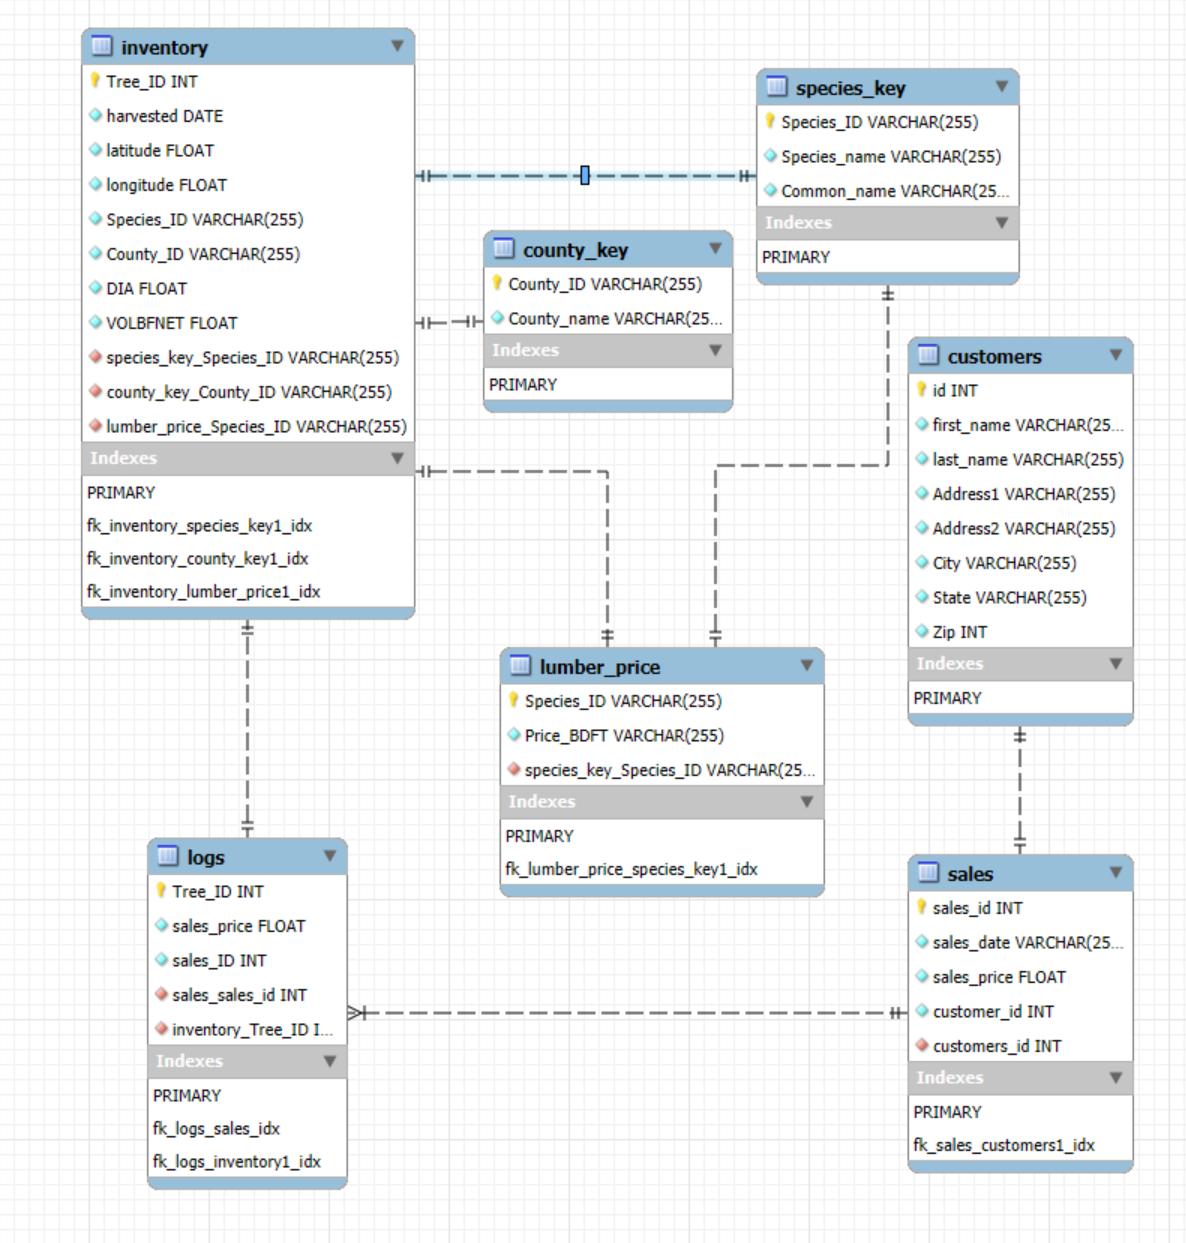 inventory
Tree_ID INT
harvested DATE
latitude FLOAT
longitude FLOAT
Species_ID VARCHAR(255)
County_ID VARCHAR(255)
DIA FLOAT
VOLBFNET FLOAT
species_key_Species_ID VARCHAR(255)
county_key_County_ID VARCHAR(255)
lumber_price_Species_ID VARCHAR(255)
Indexes
PRIMARY
fk_inventory_species_key1_idx
fk_inventory_county_key1_idx
fk_inventory_lumber_price1_idx
species_key
Species_ID VARCHAR(255)
Species_name VARCHAR(255)
Common_name VARCHAR(25...
Indexes
PRIMARY
county_key
County_ID VARCHAR(255)
County_name VARCHAR(25...
Indexes
PRIMARY
customers
id INT
first_name VARCHAR(25...
last_name VARCHAR(255)
Address1 VARCHAR(255)
Address2 VARCHAR(255)
City VARCHAR(255)
State VARCHAR(255)
Zip INT
Indexes
PRIMARY
lumber_price
Species_ID VARCHAR(255)
Price_BDFT VARCHAR(255)
species_key_Species_ID VARCHAR(25...
Indexes
PRIMARY
fk_lumber_price_species_key1_idx
logs
Tree_ID INT
sales_price FLOAT
sales_ID INT
sales_sales_id INT
inventory_Tree_ID I...
Indexes
PRIMARY
fk_logs_sales_idx
fk_logs_inventory1_idx
sales
sales_id INT
sales_date VARCHAR(25...
sales_price FLOAT
customer_id INT
customers_id INT
Indexes
PRIMARY
fk_sales_customers1_idx